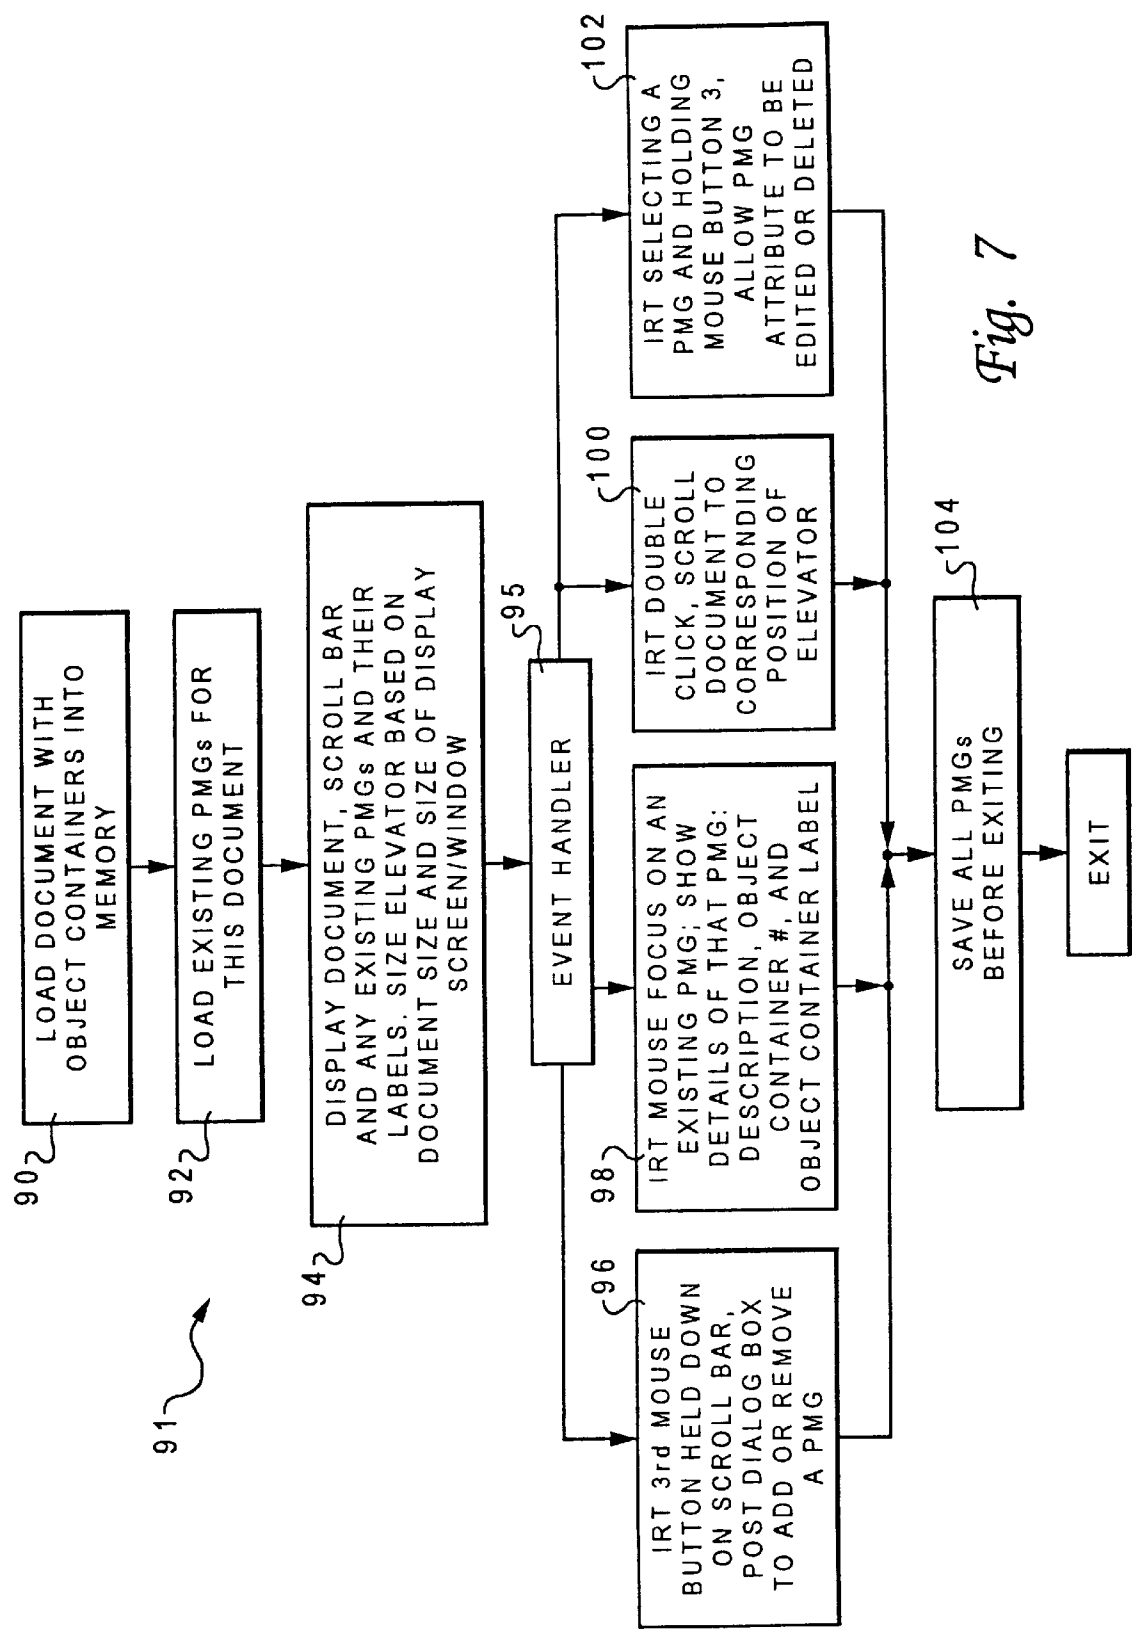 91
90
LOAD DOCUMENT WITH
OBJECT CONTAINERS INTO
MEMORY
92
LOAD EXISTING PMGs FOR
THIS DOCUMENT
94
DISPLAY DOCUMENT, SCROLL BAR
AND ANY EXISTING PMGs AND THEIR
LABELS. SIZE ELEVATOR BASED ON
DOCUMENT SIZE AND SIZE OF DISPLAY
SCREEN/WINDOW
95
EVENT HANDLER
96
IRT 3rd MOUSE
BUTTON HELD DOWN
ON SCROLL BAR,
POST DIALOG BOX
TO ADD OR REMOVE
A PMG
98
IRT MOUSE FOCUS ON AN
EXISTING PMG; SHOW
DETAILS OF THAT PMG:
DESCRIPTION, OBJECT
CONTAINER #, AND
OBJECT CONTAINER LABEL
100
IRT DOUBLE
CLICK, SCROLL
DOCUMENT TO
CORRESPONDING
POSITION OF
ELEVATOR
102
IRT SELECTING A
PMG AND HOLDING
MOUSE BUTTON 3,
ALLOW PMG
ATTRIBUTE TO BE
EDITED OR DELETED
104
SAVE ALL PMGs
BEFORE EXITING
EXIT
Fig. 7